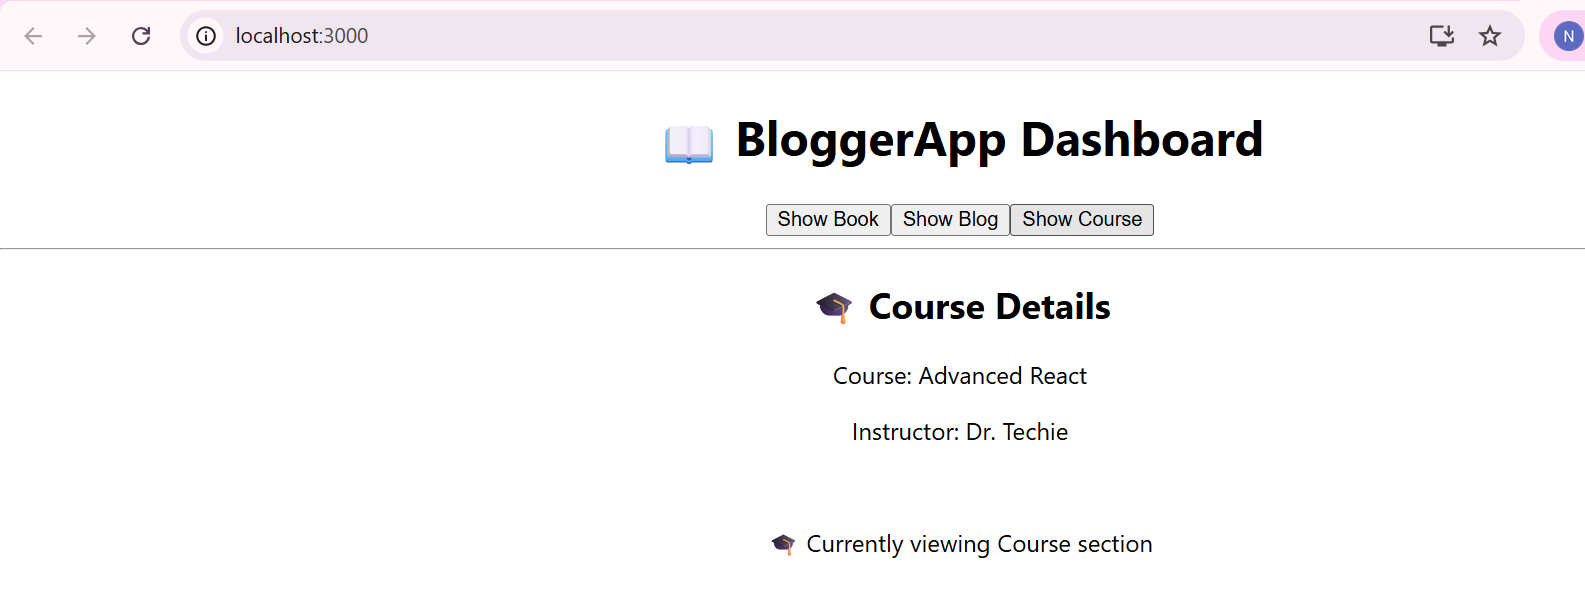 localhost:3000
N
📖 BloggerApp Dashboard
Show Book Show Blog Show Course
🎓 Course Details
Course: Advanced React
Instructor: Dr. Techie
🎓 Currently viewing Course section